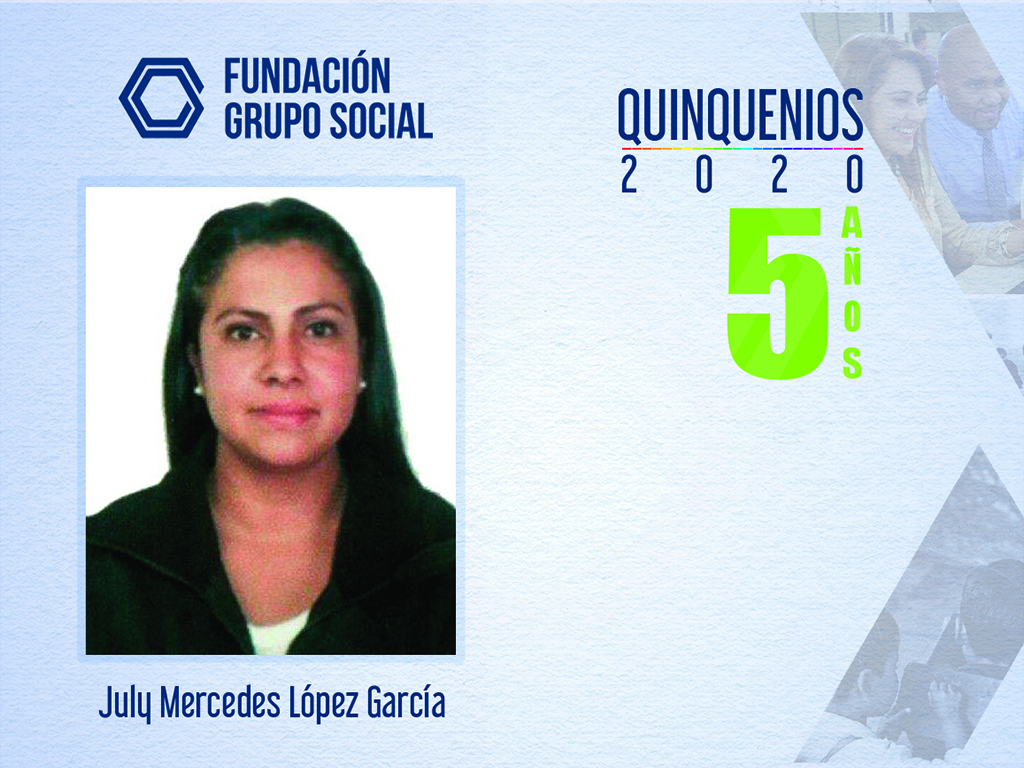 FUNDACIÓN
GRUPO SOCIAL
QUINQUENIOS
2020
5 AÑOS
July Mercedes López García